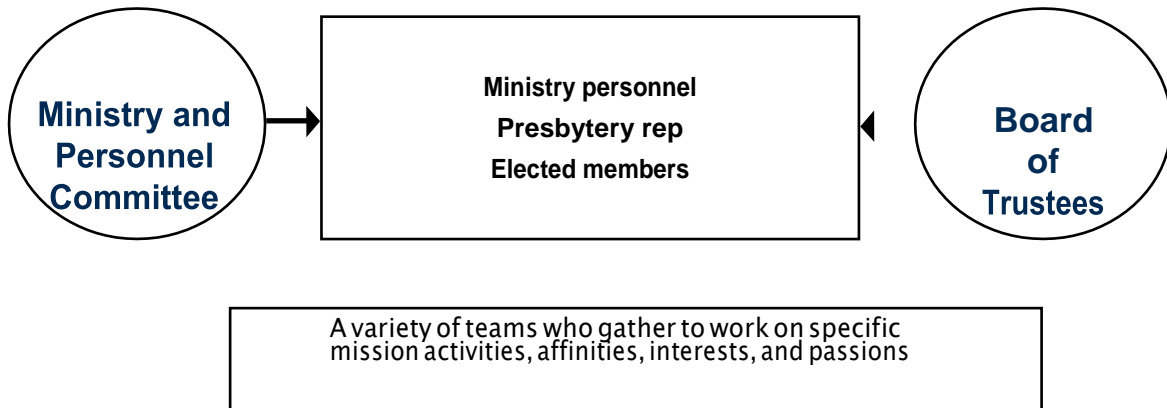 Ministry and
Personnel
Committee
Ministry personnel
Presbytery rep
Elected members
Board
of
Trustees
A variety of teams who gather to work on specific
mission activities, affinities, interests, and passions